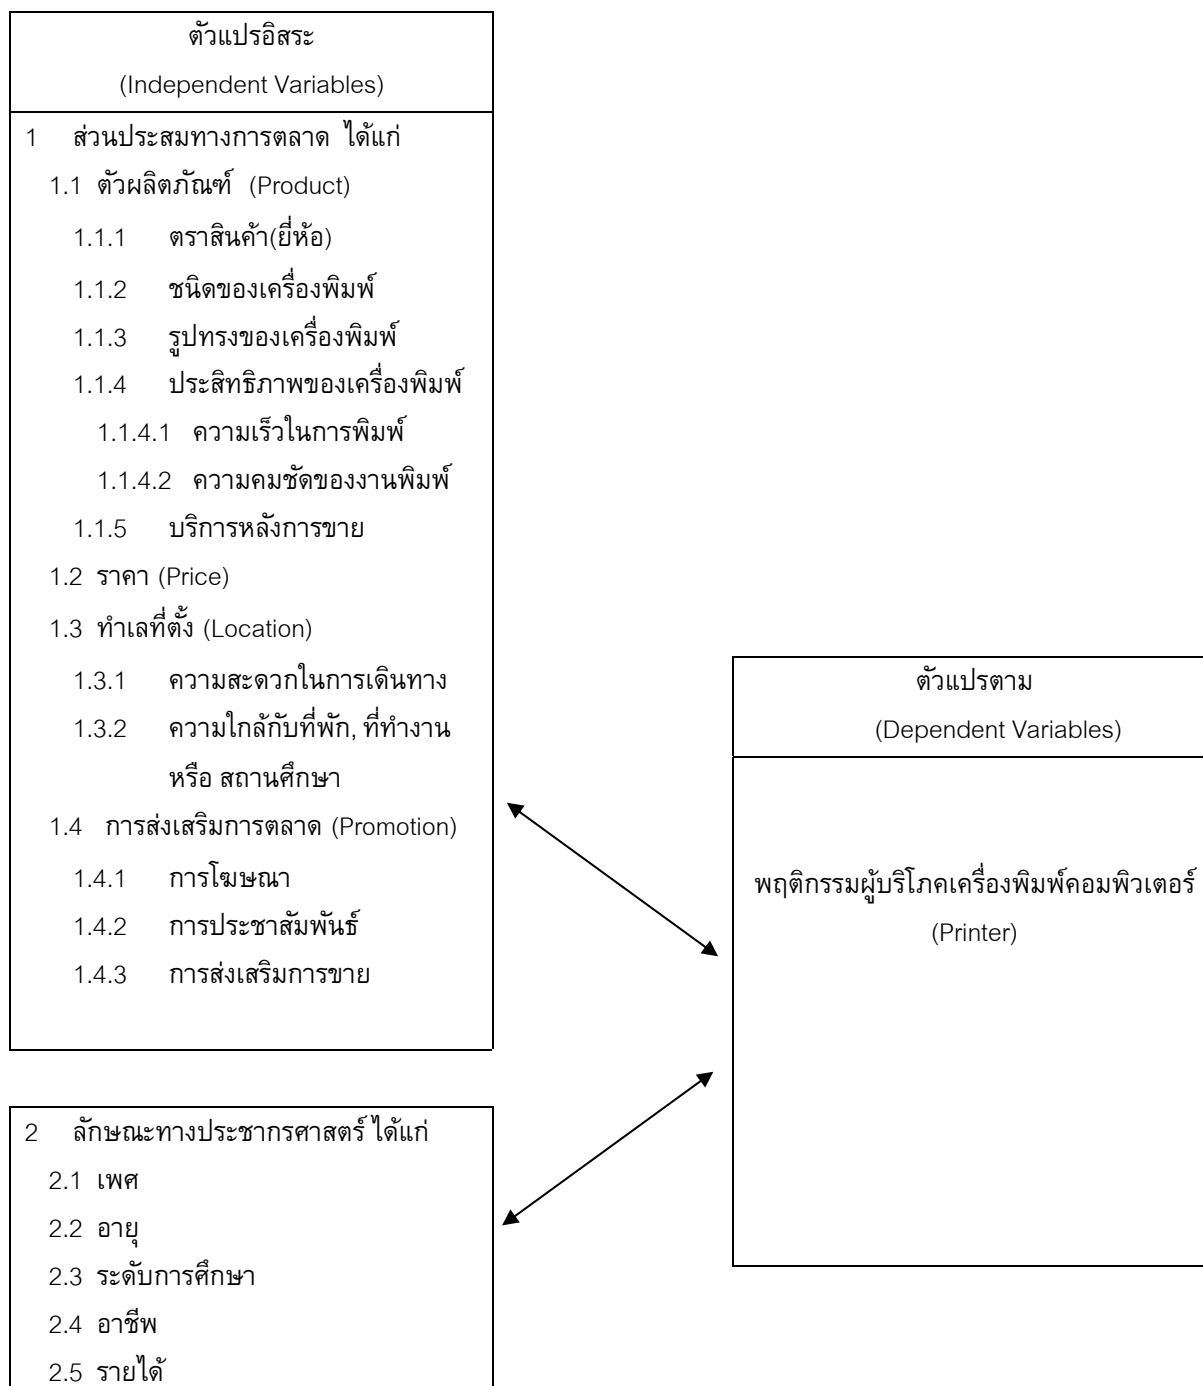 ตัวแปรอิสระ
(Independent Variables)
1 ส่วนประสมทางการตลาด ได้แก่
1.1 ตัวผลิตภัณฑ์ (Product)
1.1.1 ตราสินค้า(ยี่ห้อ)
1.1.2 ชนิดของเครื่องพิมพ์
1.1.3 รูปทรงของเครื่องพิมพ์
1.1.4 ประสิทธิภาพของเครื่องพิมพ์
1.1.4.1 ความเร็วในการพิมพ์
1.1.4.2 ความคมชัดของงานพิมพ์
1.1.5 บริการหลังการขาย
1.2 ราคา (Price)
1.3 ทำเลที่ตั้ง (Location)
1.3.1 ความสะดวกในการเดินทาง
1.3.2 ความใกล้กับที่พัก, ที่ทำงาน
หรือ สถานศึกษา
1.4 การส่งเสริมการตลาด (Promotion)
1.4.1 การโฆษณา
1.4.2 การประชาสัมพันธ์
1.4.3 การส่งเสริมการขาย
2 ลักษณะทางประชากรศาสตร์ ได้แก่
2.1 เพศ
2.2 อายุ
2.3 ระดับการศึกษา
2.4 อาชีพ
2.5 รายได้
ตัวแปรตาม
(Dependent Variables)
พฤติกรรมผู้บริโภคเครื่องพิมพ์คอมพิวเตอร์
(Printer)